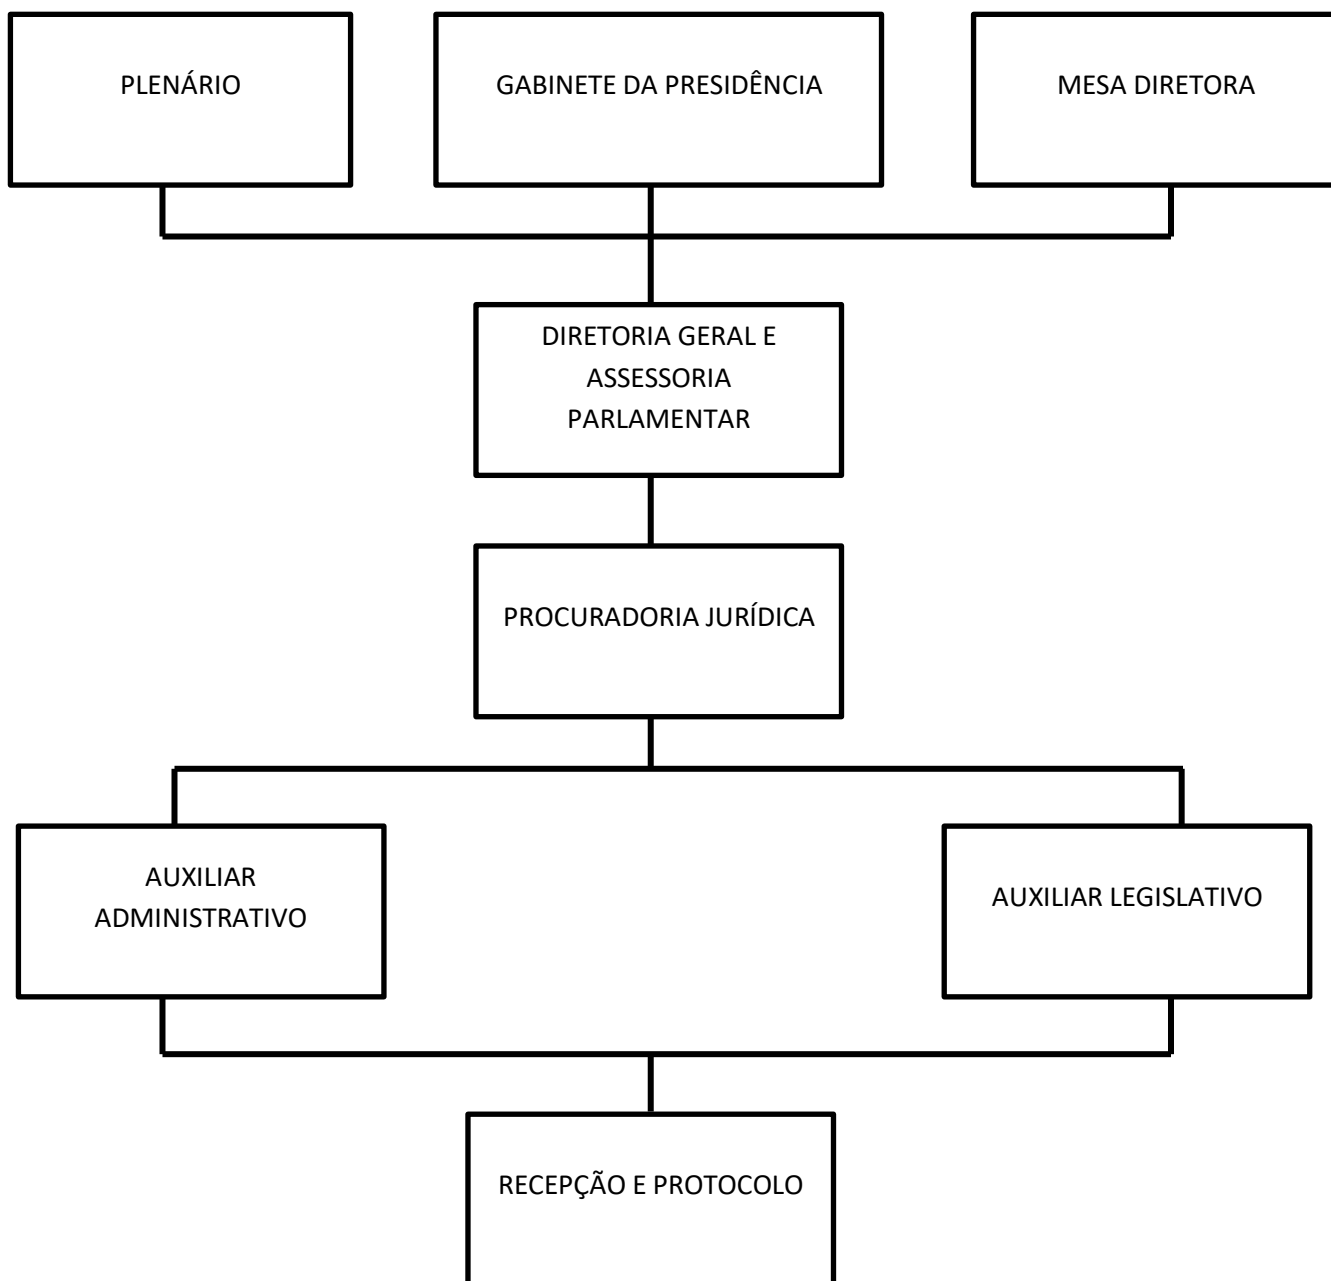 PLENÁRIO
GABINETE DA PRESIDÊNCIA
MESA DIRETORA
DIRETORIA GERAL E
ASSESSORIA
PARLAMENTAR
PROCURADORIA JURÍDICA
AUXILIAR
ADMINISTRATIVO
AUXILIAR LEGISLATIVO
RECEPÇÃO E PROTOCOLO